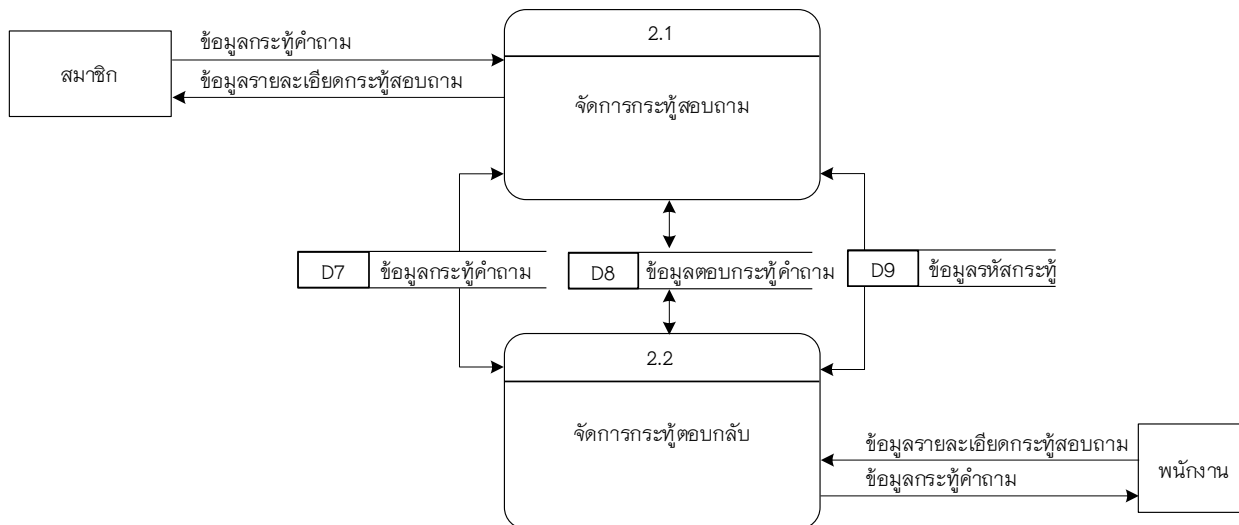 2.1
ข้อมูลกระทู้คำถาม
สมาชิก
ข้อมูลรายละเอียดกระทู้สอบถาม
จัดการกระทู้สอบถาม
D7 ข้อมูลกระทู้คำถาม
D8 ข้อมูลตอบกระทู้คำถาม
D9 ข้อมูลรหัสกระทู้
2.2
จัดการกระทู้ตอบกลับ
ข้อมูลรายละเอียดกระทู้สอบถาม
พนักงาน
ข้อมูลกระทู้คำถาม